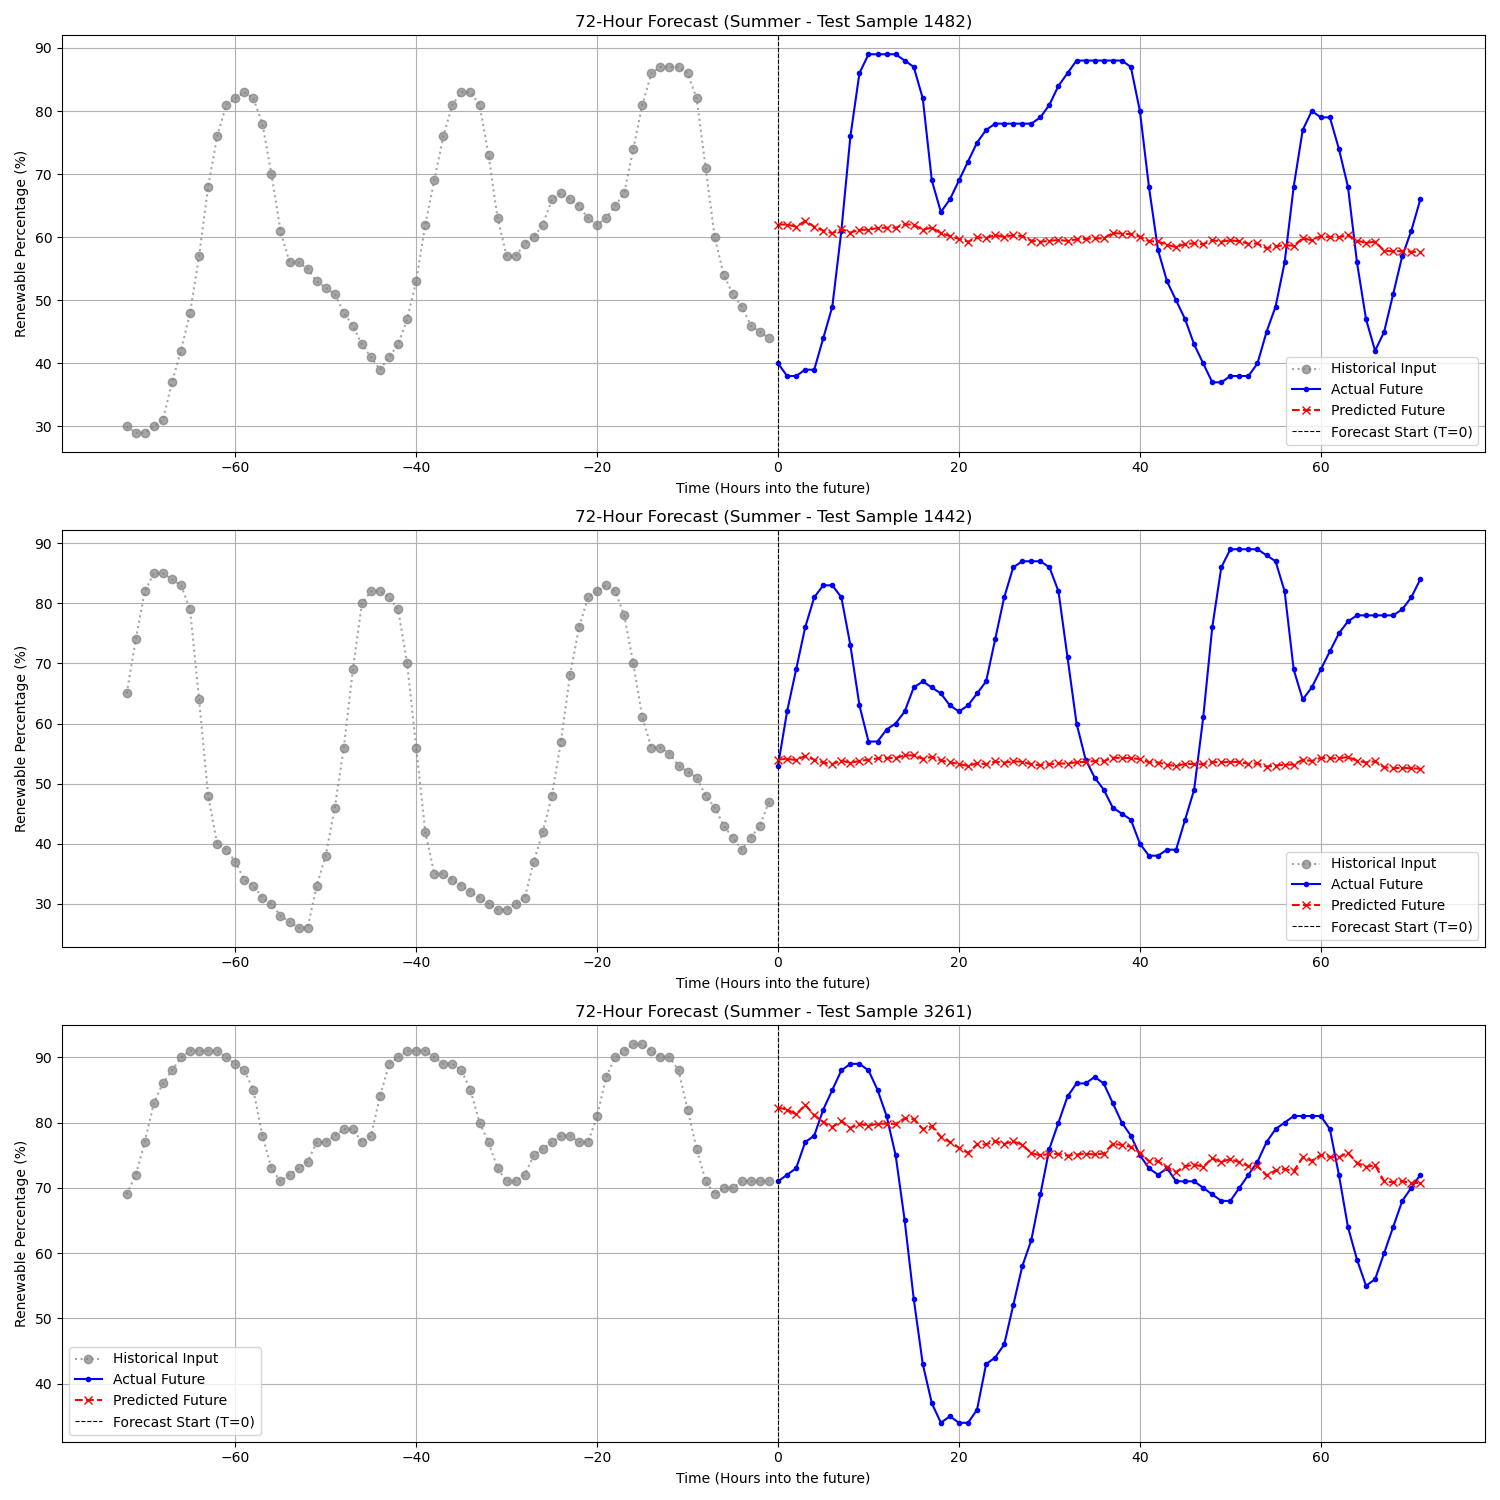 72-Hour Forecast (Summer - Test Sample 1482)
Renewable Percentage (%)
90
80
70
60
50
40
30
−60 −40 −20 0 20 40 60
Time (Hours into the future)
Historical Input
Actual Future
Predicted Future
Forecast Start (T=0)
72-Hour Forecast (Summer - Test Sample 1442)
Renewable Percentage (%)
90
80
70
60
50
40
30
−60 −40 −20 0 20 40 60
Time (Hours into the future)
Historical Input
Actual Future
Predicted Future
Forecast Start (T=0)
72-Hour Forecast (Summer - Test Sample 3261)
Renewable Percentage (%)
90
80
70
60
50
40
Historical Input
Actual Future
Predicted Future
Forecast Start (T=0)
−60 −40 −20 0 20 40 60
Time (Hours into the future)